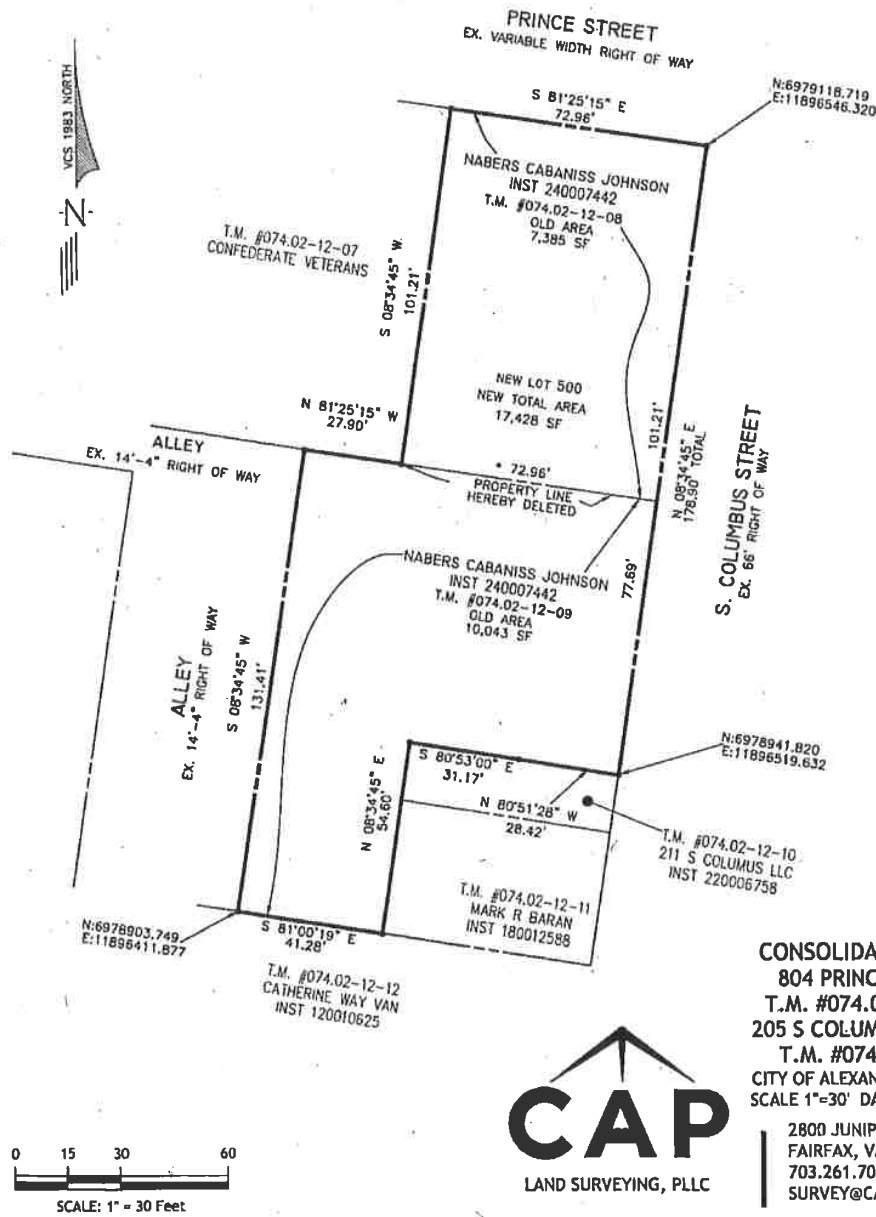 PRINCE STREET
EX. VARIABLE WIDTH RIGHT OF WAY
N:6979118.719
E:11896546.320
S 81°25'15" E
72.96'
VCS 1983 NORTH
-N-
NABERS CABANISS JOHNSON
INST 240007442
T.M. #074.02-12-08
OLD AREA
7,385 SF
T.M. #074.02-12-07
CONFEDERATE VETERANS
S 08°34'45" W
101.21'
NEW LOT 500
NEW TOTAL AREA
17,428 SF
N 81°25'15" W
27.90'
101.21'
N 08°34'45" E
178.90' TOTAL
S. COLUMBUS STREET
EX. 66' RIGHT OF WAY
ALLEY
EX. 14'-4" RIGHT OF WAY
72.96'
PROPERTY LINE
HEREBY DELETED
NABERS CABANISS JOHNSON
INST 240007442
T.M. #074.02-12-09
OLD AREA
10,043 SF
77.69'
ALLEY
EX. 14'-4" RIGHT OF WAY
S 08°34'45" W
131.41'
N:6978941.820
E:11896519.632
S 80°53'00" E
31.17'
N 08°34'45" E
54.60'
N 80°51'28" W
28.42'
T.M. #074.02-12-10
211 S COLUMUS LLC
INST 220006758
T.M. #074.02-12-11
MARK R BARAN
INST 180012588
N:6978903.749
E:11896411.877
S 81°00'19" E
41.28'
T.M. #074.02-12-12
CATHERINE WAY VAN
INST 120010625
CONSOLIDA
804 PRINC
T.M. #074.0
205 S COLUM
T.M. #074
CITY OF ALEXAN
SCALE 1"=30' DA
CAP
LAND SURVEYING, PLLC
2800 JUNIP
FAIRFAX, VA
703.261.70
SURVEY@CA
0 15 30 60
SCALE: 1" = 30 Feet